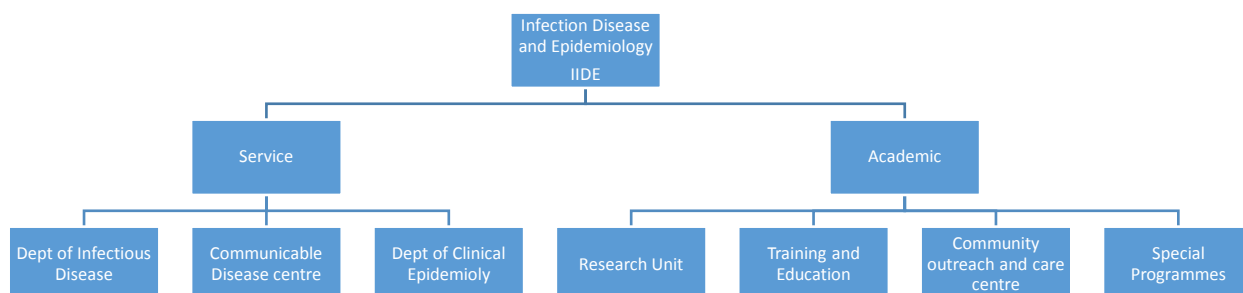 Infection Disease
and Epidemiology
IIDE
Service
Academic
Dept of Infectious
Disease
Communicable
Disease centre
Dept of Clinical
Epidemioly
Research Unit
Training and
Education
Community
outreach and care
centre
Special
Programmes